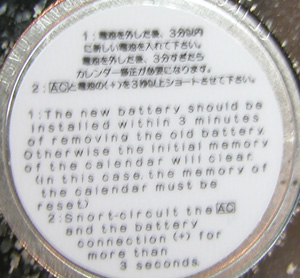 1：電池を外した後、3分以内
に新しい電池を入れて下さい。
電池を外した後、3分すぎたら
カレンダー修正が必要になります。
2：ACと電池の(+)を3秒以上ショートさせて下さい。
1:The new battery should be
installed within 3 minutes
of removing the old battery.
Otherwise the initial memory
of the calendar will clear.
(in this case, the memory of
the calendar must be
reset)
2:Short-circuit the AC
and the battery
connection (+) for
more than
3 seconds